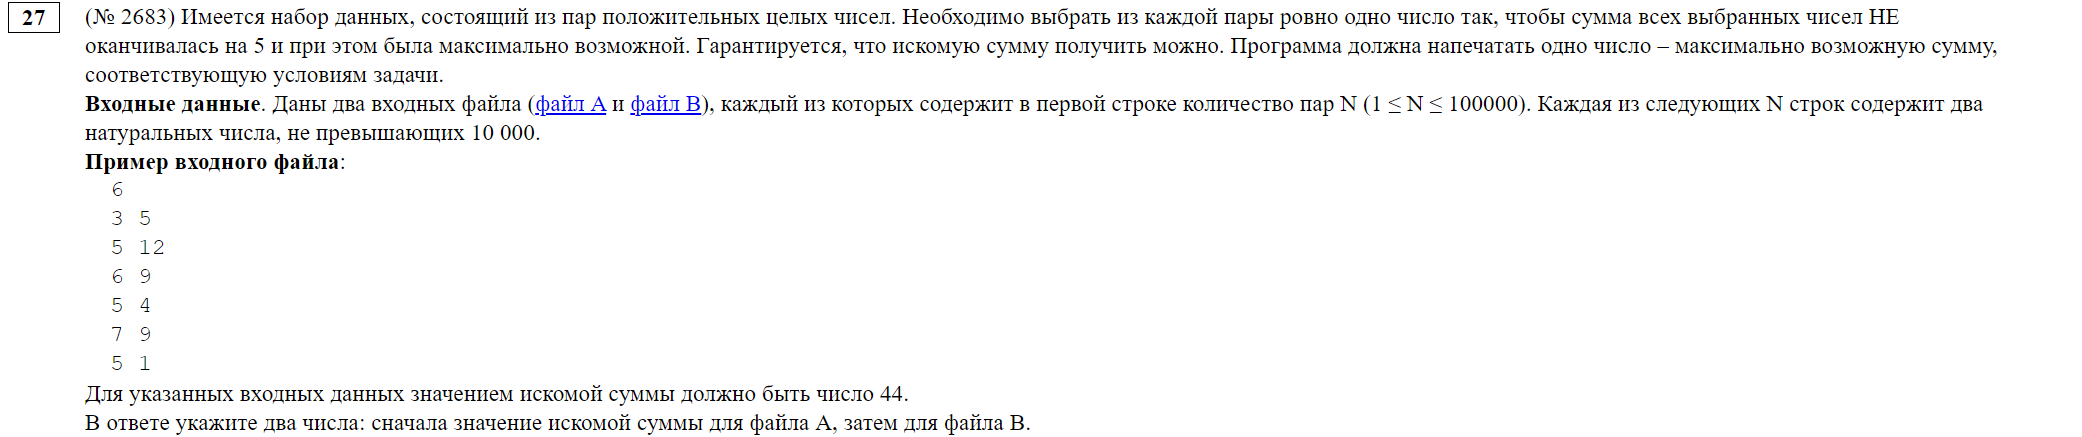 27
(№ 2683) Имеется набор данных, состоящий из пар положительных целых чисел. Необходимо выбрать из каждой пары ровно одно число так, чтобы сумма всех выбранных чисел НЕ
оканчивалась на 5 и при этом была максимально возможной. Гарантируется, что искомую сумму получить можно. Программа должна напечатать одно число – максимально возможную сумму,
соответствующую условиям задачи.
Входные данные. Даны два входных файла (файл A и файл B), каждый из которых содержит в первой строке количество пар N (1 ≤ N ≤ 100000). Каждая из следующих N строк содержит два
натуральных числа, не превышающих 10 000.
Пример входного файла:
6
3 5
5 12
6 9
5 4
7 9
5 1
Для указанных входных данных значением искомой суммы должно быть число 44.
В ответе укажите два числа: сначала значение искомой суммы для файла А, затем для файла B.